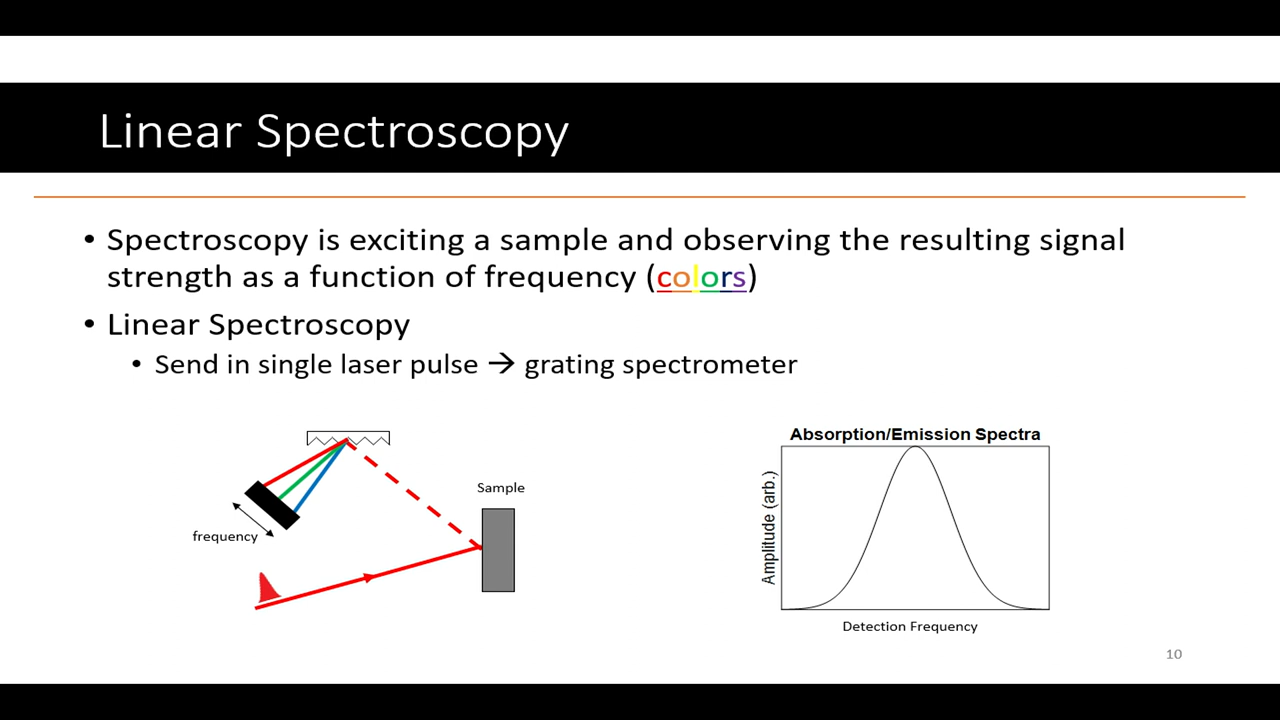 Linear Spectroscopy
• Spectroscopy is exciting a sample and observing the resulting signal
strength as a function of frequency (colors)
• Linear Spectroscopy
• Send in single laser pulse → grating spectrometer
Sample
frequency
Absorption/Emission Spectra
Amplitude (arb.)
Detection Frequency
10